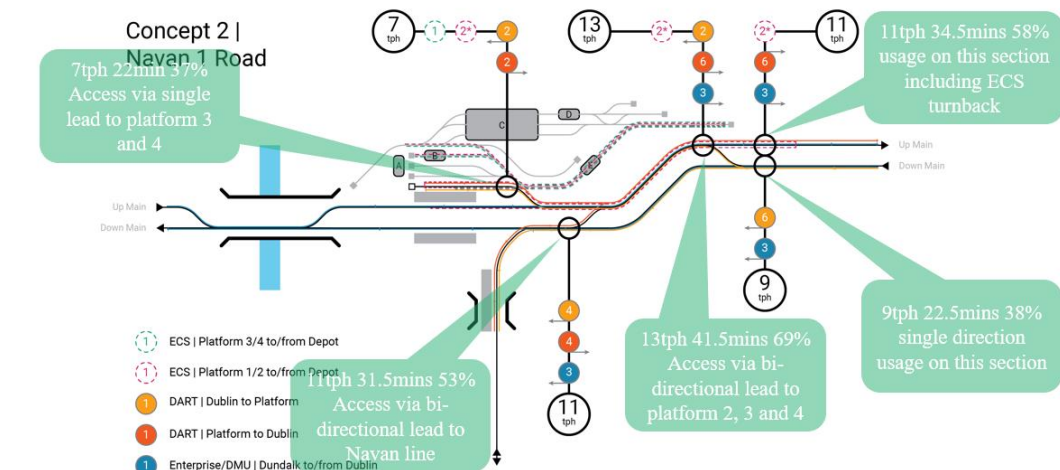 Concept 2 |
Navan 1 Road
7tph 22min 37%
Access via single
lead to platform 3
and 4
7
tph
1
2*
2
2
13
tph
2*
2
6
3
2*
6
3
11
tph
11tph 34.5mins 58%
usage on this section
including ECS
turnback
A
B
C
D
Up Main
Down Main
Up Main
Down Main
6
3
9
tph
9tph 22.5mins 38%
single direction
usage on this section
13tph 41.5mins 69%
Access via bi-
directional lead to
platform 2, 3 and 4
4
4
3
11
tph
11tph 31.5mins 53%
Access via bi-
directional lead to
Navan line
1 ECS | Platform 3/4 to/from Depot
1 ECS | Platform 1/2 to/from Depot
1 DART | Dublin to Platform
1 DART | Platform to Dublin
1 Enterprise/DMU | Dundalk to/from Dublin